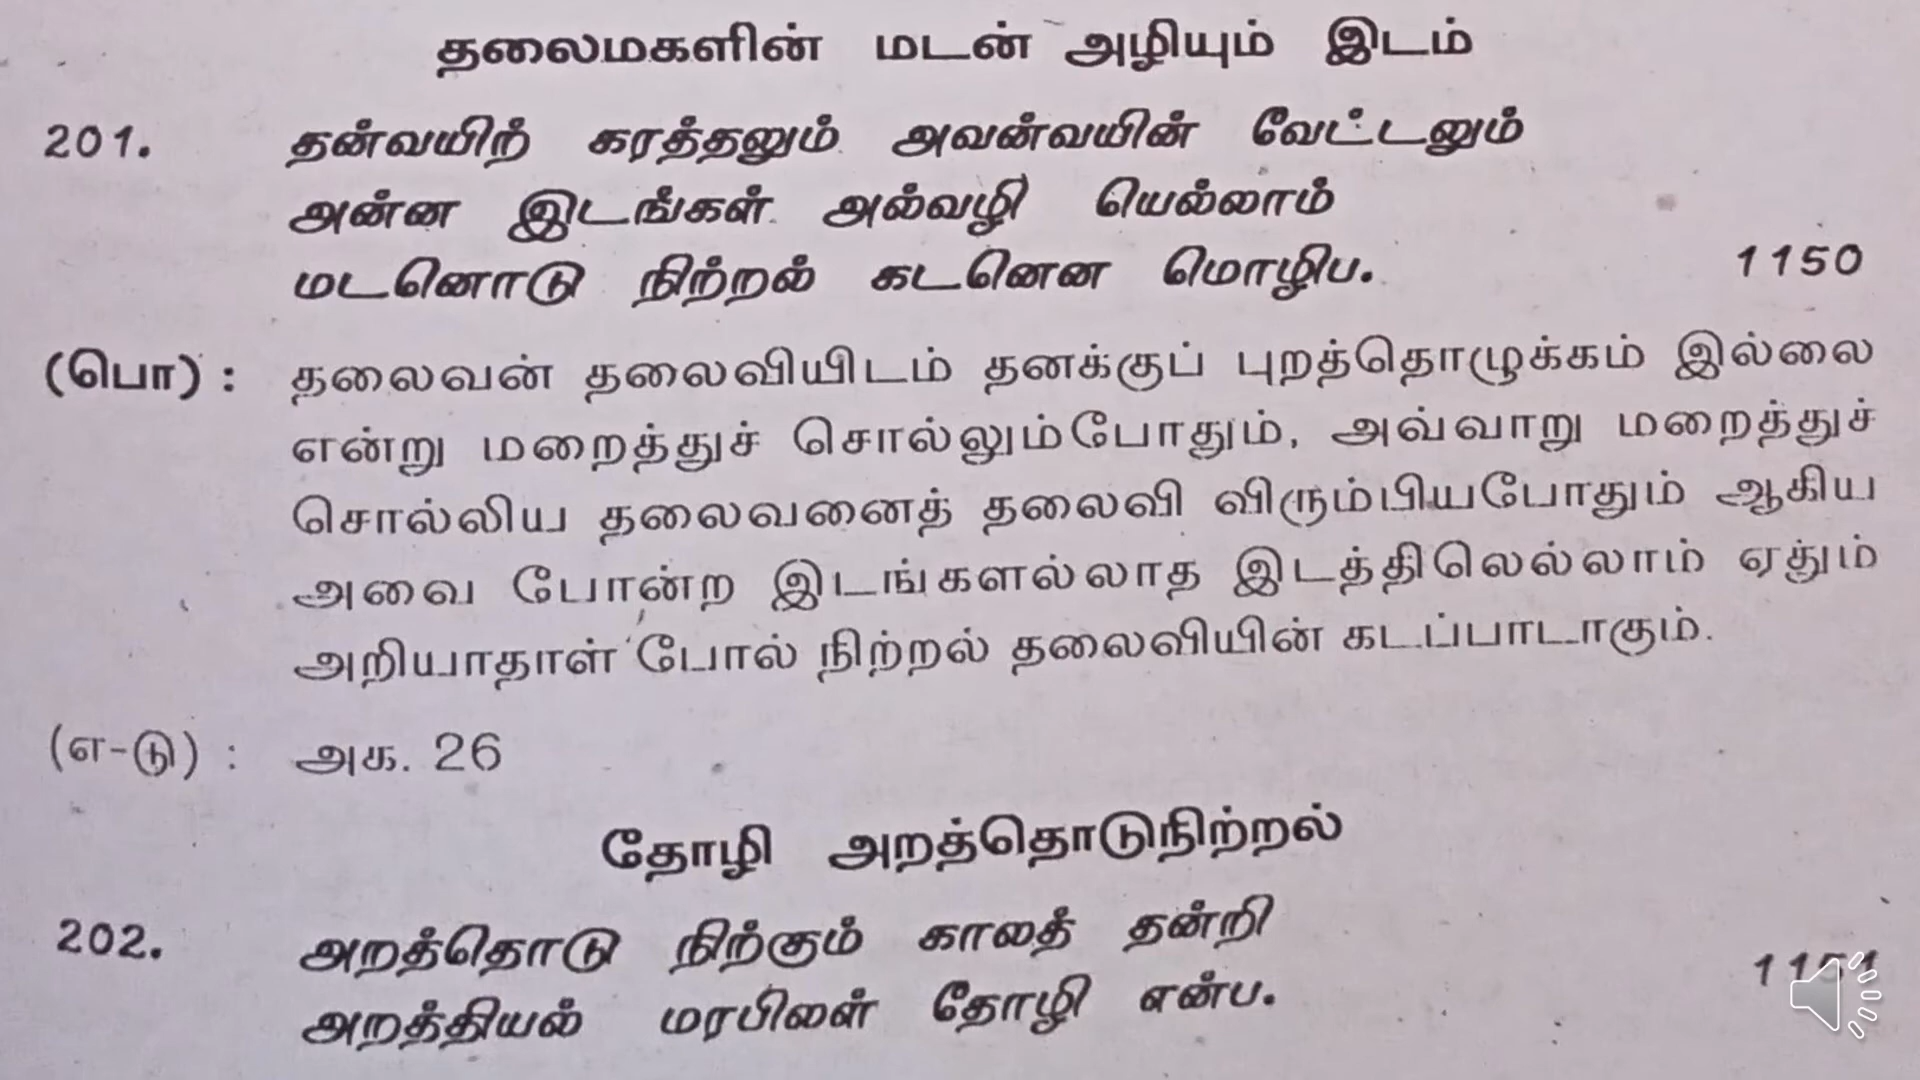 தலைமகளின் மடன் அழியும் இடம்
201. தன்வயிற் கரத்தலும் அவன்வயின் வேட்டலும்
அன்ன இடங்கள் அல்வழி யெல்லாம்
மடனொடு நிற்றல் கடனென மொழிப. 1150
(பொ) : தலைவன் தலைவியிடம் தனக்குப் புறத்தொழுக்கம் இல்லை
என்று மறைத்துச் சொல்லும்போதும், அவ்வாறு மறைத்துச்
சொல்லிய தலைவனைத் தலைவி விரும்பியபோதும் ஆகிய
அவை போன்ற இடங்களல்லாத இடத்திலெல்லாம் ஏதும்
அறியாதாள் போல் நிற்றல் தலைவியின் கடப்பாடாகும்.
(எ-டு) : அக. 26
தோழி அறத்தொடுநிற்றல்
202. அறத்தொடு நிற்கும் காலத் தன்றி
அறத்தியல் மரபிலள் தோழி என்ப. 1151